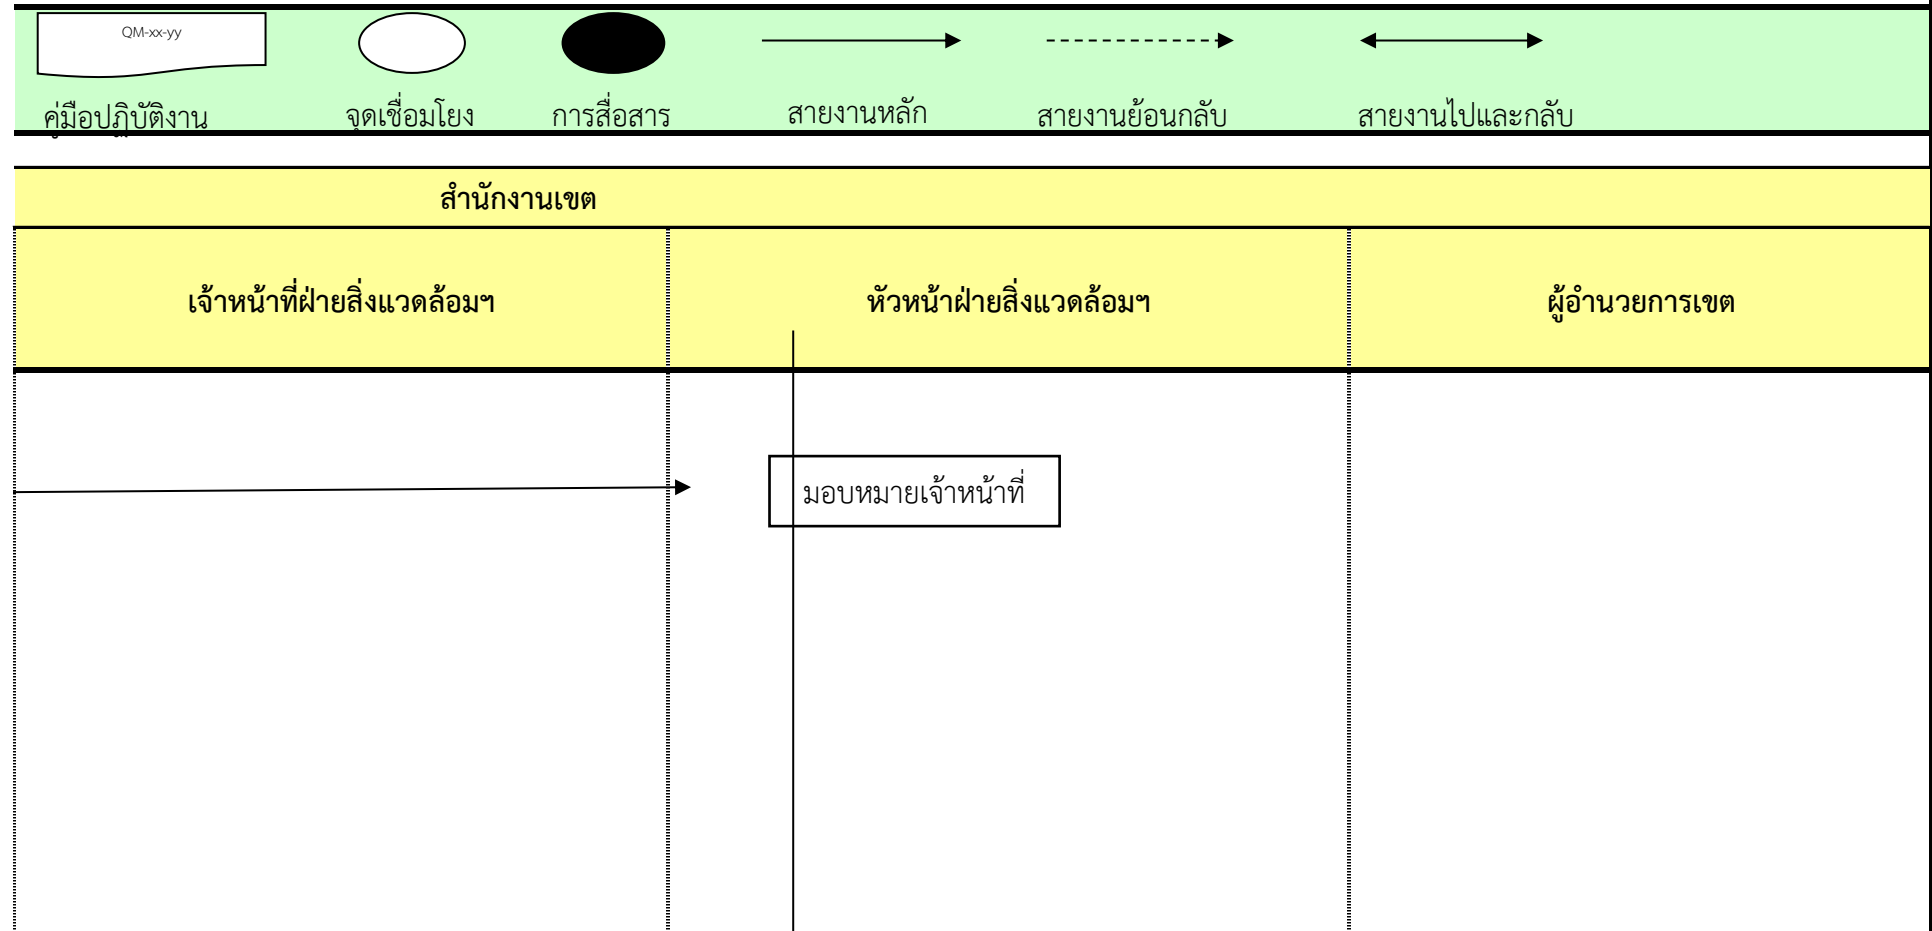 QM-xx-yy
คู่มือปฏิบัติงาน จุดเชื่อมโยง การสื่อสาร สายงานหลัก สายงานย้อนกลับ สายงานไปและกลับ
สำนักงานเขต
เจ้าหน้าที่ฝ่ายสิ่งแวดล้อมฯ หัวหน้าฝ่ายสิ่งแวดล้อมฯ ผู้อำนวยการเขต
มอบหมายเจ้าหน้าที่